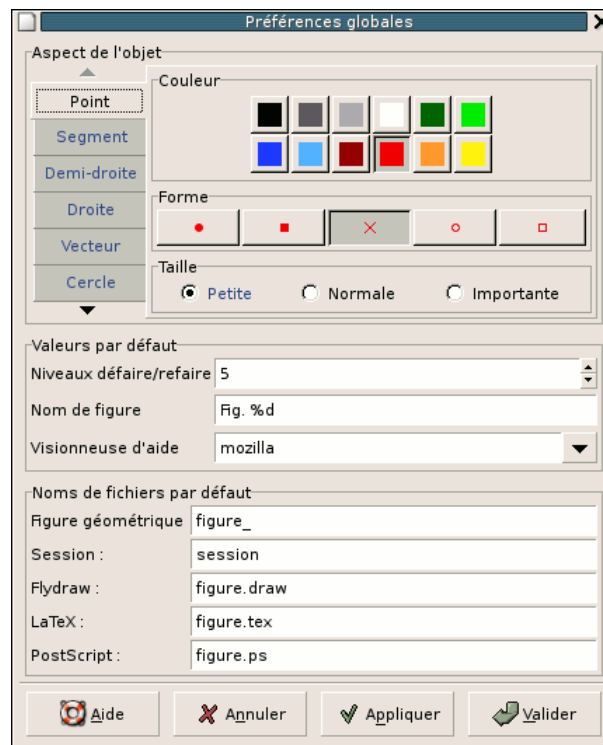 Préférences globales
Aspect de l'objet
Point
Segment
Demi-droite
Droite
Vecteur
Cercle
Couleur
Forme
Taille
Petite Normale Importante
Valeurs par défaut
Niveaux défaire/refaire 5
Nom de figure Fig. %d
Visionneuse d'aide mozilla
Noms de fichiers par défaut
Figure géométrique figure_
Session : session
Flydraw : figure.draw
LaTeX : figure.tex
PostScript : figure.ps
Aide Annuler Appliquer Valider